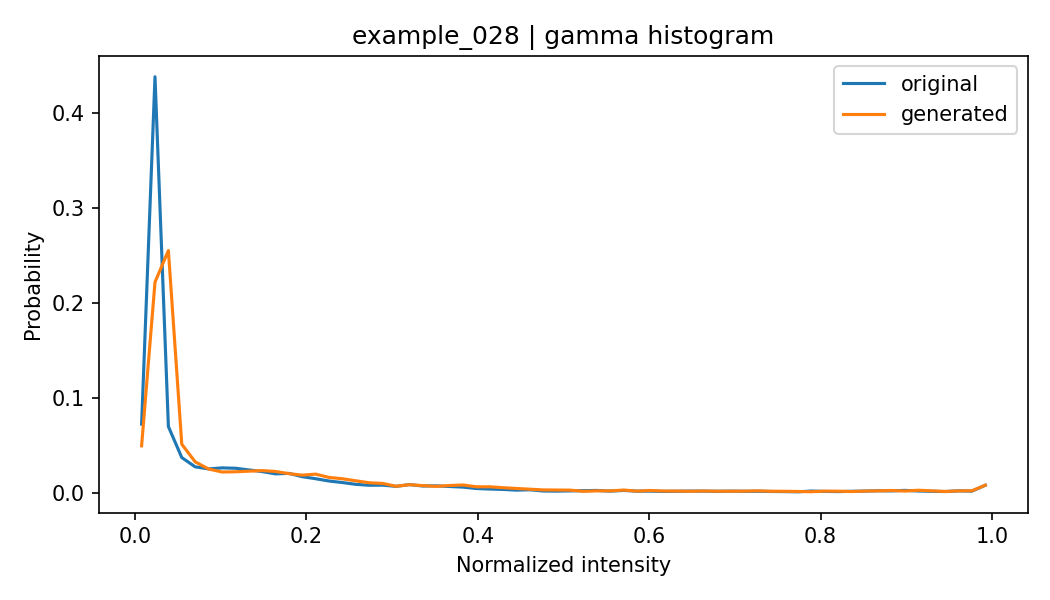 example_028 | gamma histogram
original
generated
Probability
0.4
0.3
0.2
0.1
0.0
0.0 0.2 0.4 0.6 0.8 1.0
Normalized intensity